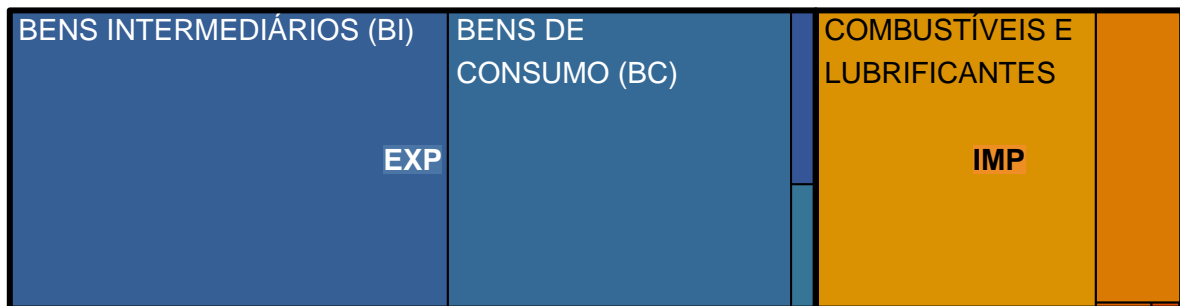 BENS INTERMEDIÁRIOS (BI)
BENS DE
CONSUMO (BC)
EXP
COMBUSTÍVEIS E
LUBRIFICANTES
IMP